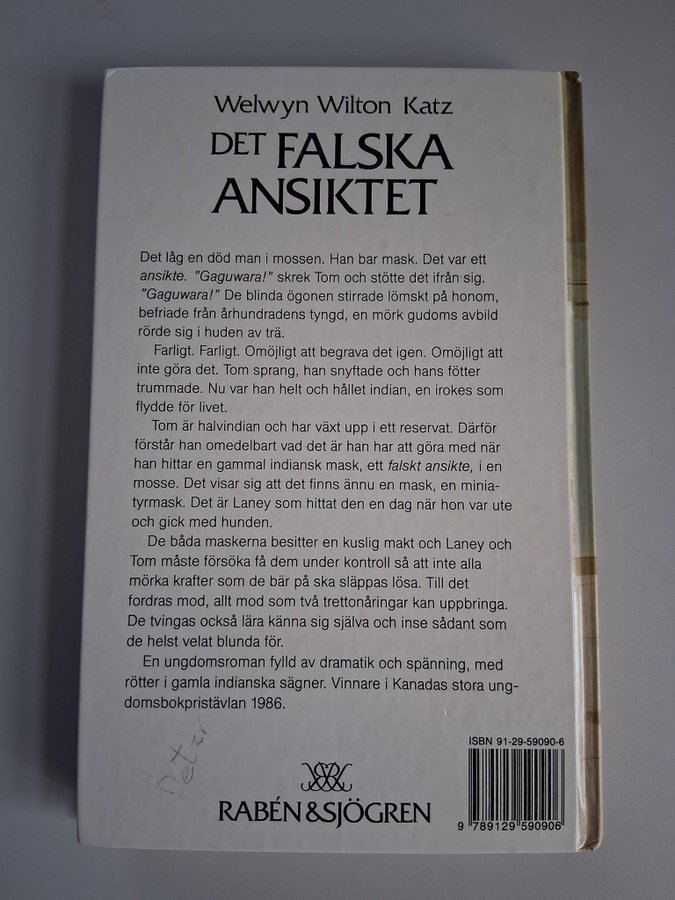 Welwyn Wilton Katz
DET FALSKA
ANSIKTET
Det låg en död man i mossen. Han bar mask. Det var ett
ansikte. ”Gaguwara!” skrek Tom och stötte det ifrån sig.
”Gaguwara!” De blinda ögonen stirrade lömskt på honom,
befriade från århundradens tyngd, en mörk gudoms avbild
rörde sig i huden av trä.
Farligt. Farligt. Omöjligt att begrava det igen. Omöjligt att
inte göra det. Tom sprang, han snyftade och hans fötter
trummade. Nu var han helt och hållet indian, en irokes som
flydde för livet.
Tom är halvindian och har växt upp i ett reservat. Därför
förstår han omedelbart vad det är han har att göra med när
han hittar en gammal indiansk mask, ett falskt ansikte, i en
mosse. Det visar sig att det finns ännu en mask, en minia-
tyrmask. Det är Laney som hittat den en dag när hon var ute
och gick med hunden.
De båda maskerna besitter en kuslig makt och Laney och
Tom måste försöka få dem under kontroll så att inte alla
mörka krafter som de bär på ska släppas lösa. Till det
fordras mod, allt mod som två trettonåringar kan uppbringa.
De tvingas också lära känna sig själva och inse sådant som
de helst velat blunda för.
En ungdomsroman fylld av dramatik och spänning, med
rötter i gamla indianska sägner. Vinnare i Kanadas stora ung-
domsbokpristävlan 1986.
Peter
ISBN 91-29-59090-6
RABÉN&SJÖGREN
9 789129 590906